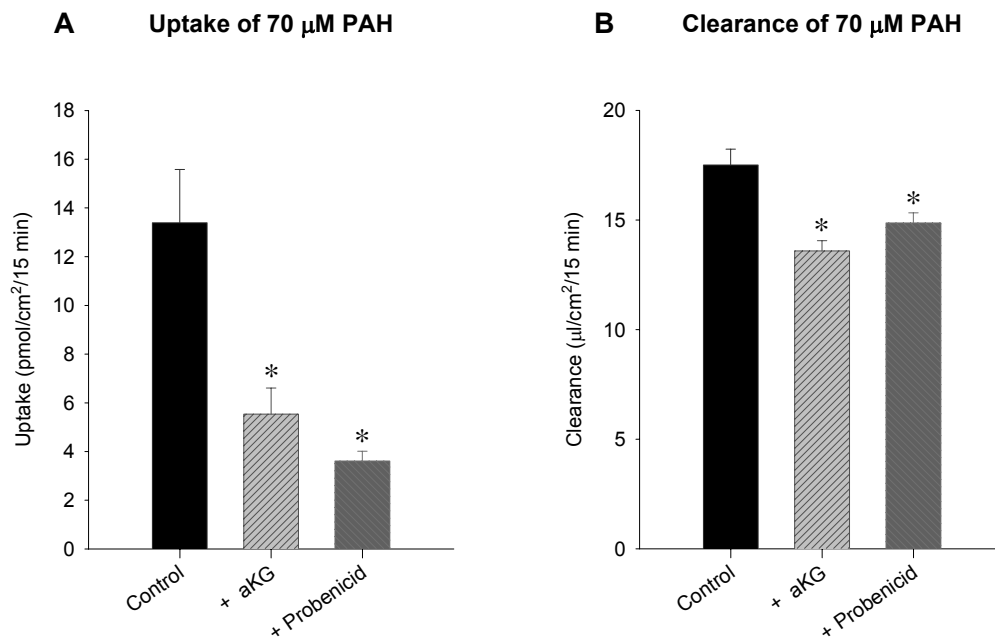 A Uptake of 70 μM PAH
Uptake (pmol/cm²/15 min)
18
16
14
12
10
8
6
4
2
0
*
*
Control
+ aKG
+ Probenicid
B Clearance of 70 μM PAH
Clearance (μl/cm²/15 min)
20
15
10
5
0
*
*
Control
+ aKG
+ Probenicid